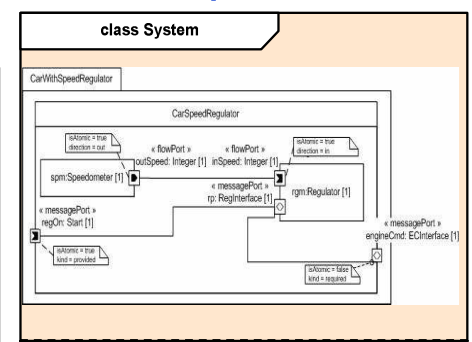 class System
CarWithSpeedRegulator
CarSpeedRegulator
isAtomic = true
direction = out
« flowPort »
outSpeed: Integer [1]
« flowPort »
inSpeed: Integer [1]
isAtomic = true
direction = in
spm:Speedometer [1]
« messagePort »
rp: RegInterface [1]
rgm:Regulator [1]
« messagePort »
regOn: Start [1]
« messagePort »
engineCmd: ECInterface [1]
isAtomic = true
kind = provided
isAtomic = false
kind = required